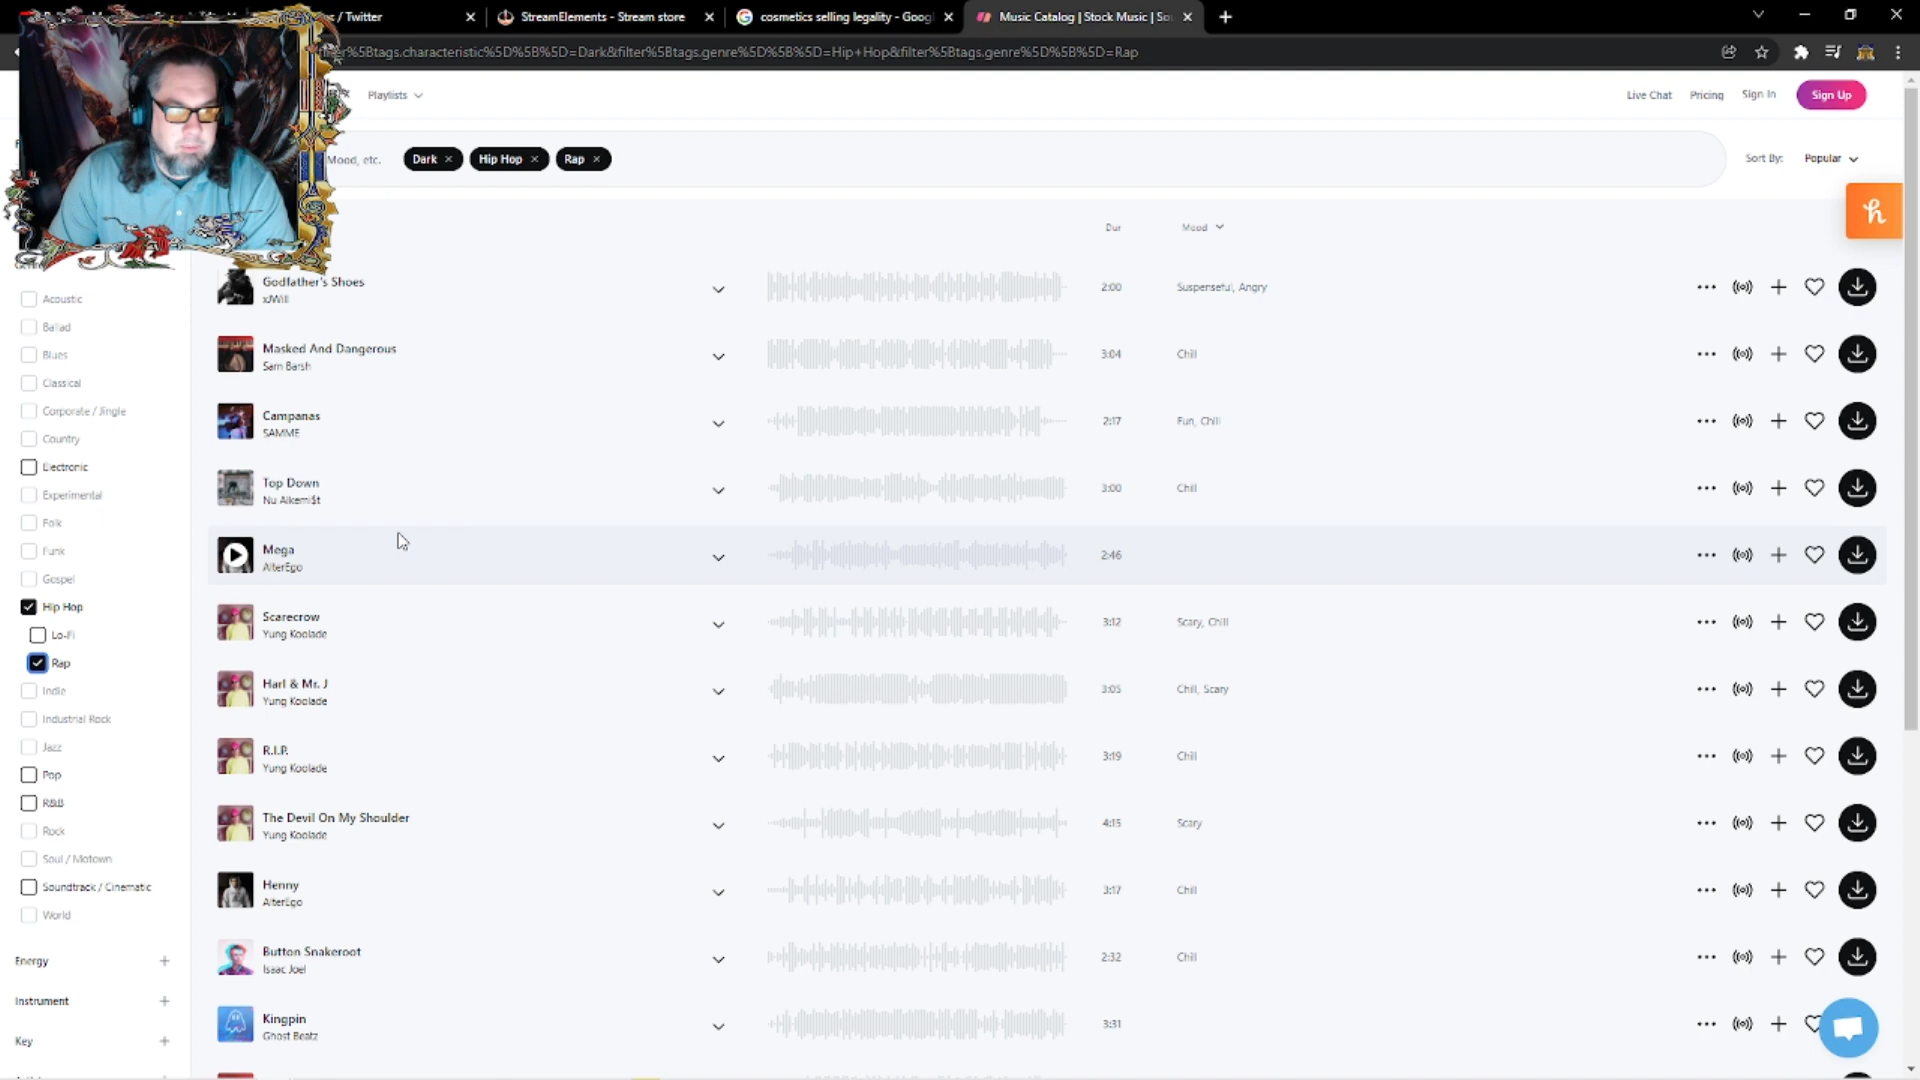 s / Twitter
StreamElements - Stream store
cosmetics selling legality - Goog
Music Catalog | Stock Music | So
er%5Btags.characteristic%5D%5B%5D=Dark&filter%5Btags.genre%5D%5B%5D=Hip+Hop&filter%5Btags.genre%5D%5B%5D=Rap
Playlists
Live Chat
Pricing
Sign In
Sign Up
Mood, etc.
Dark
Hip Hop
Rap
Sort By:
Popular
Dur
Mood
Godfather's Shoes
xJWill
2:00
Suspenseful, Angry
Masked And Dangerous
Sam Barsh
3:04
Chill
Campanas
SAMME
2:17
Fun, Chill
Top Down
Nu Alkemi$t
3:00
Chill
Mega
AlterEgo
2:46
Scarecrow
Yung Koolade
3:12
Scary, Chill
Harl & Mr. J
Yung Koolade
3:05
Chill, Scary
R.I.P.
Yung Koolade
3:19
Chill
The Devil On My Shoulder
Yung Koolade
4:15
Scary
Henny
AlterEgo
3:17
Chill
Button Snakeroot
Isaac Joel
2:32
Chill
Kingpin
Ghost Beatz
3:31
Acoustic
Ballad
Blues
Classical
Corporate / Jingle
Country
Electronic
Experimental
Folk
Funk
Gospel
Hip Hop
Lo-Fi
Rap
Indie
Industrial Rock
Jazz
Pop
R&B
Rock
Soul / Motown
Soundtrack / Cinematic
World
Energy
Instrument
Key